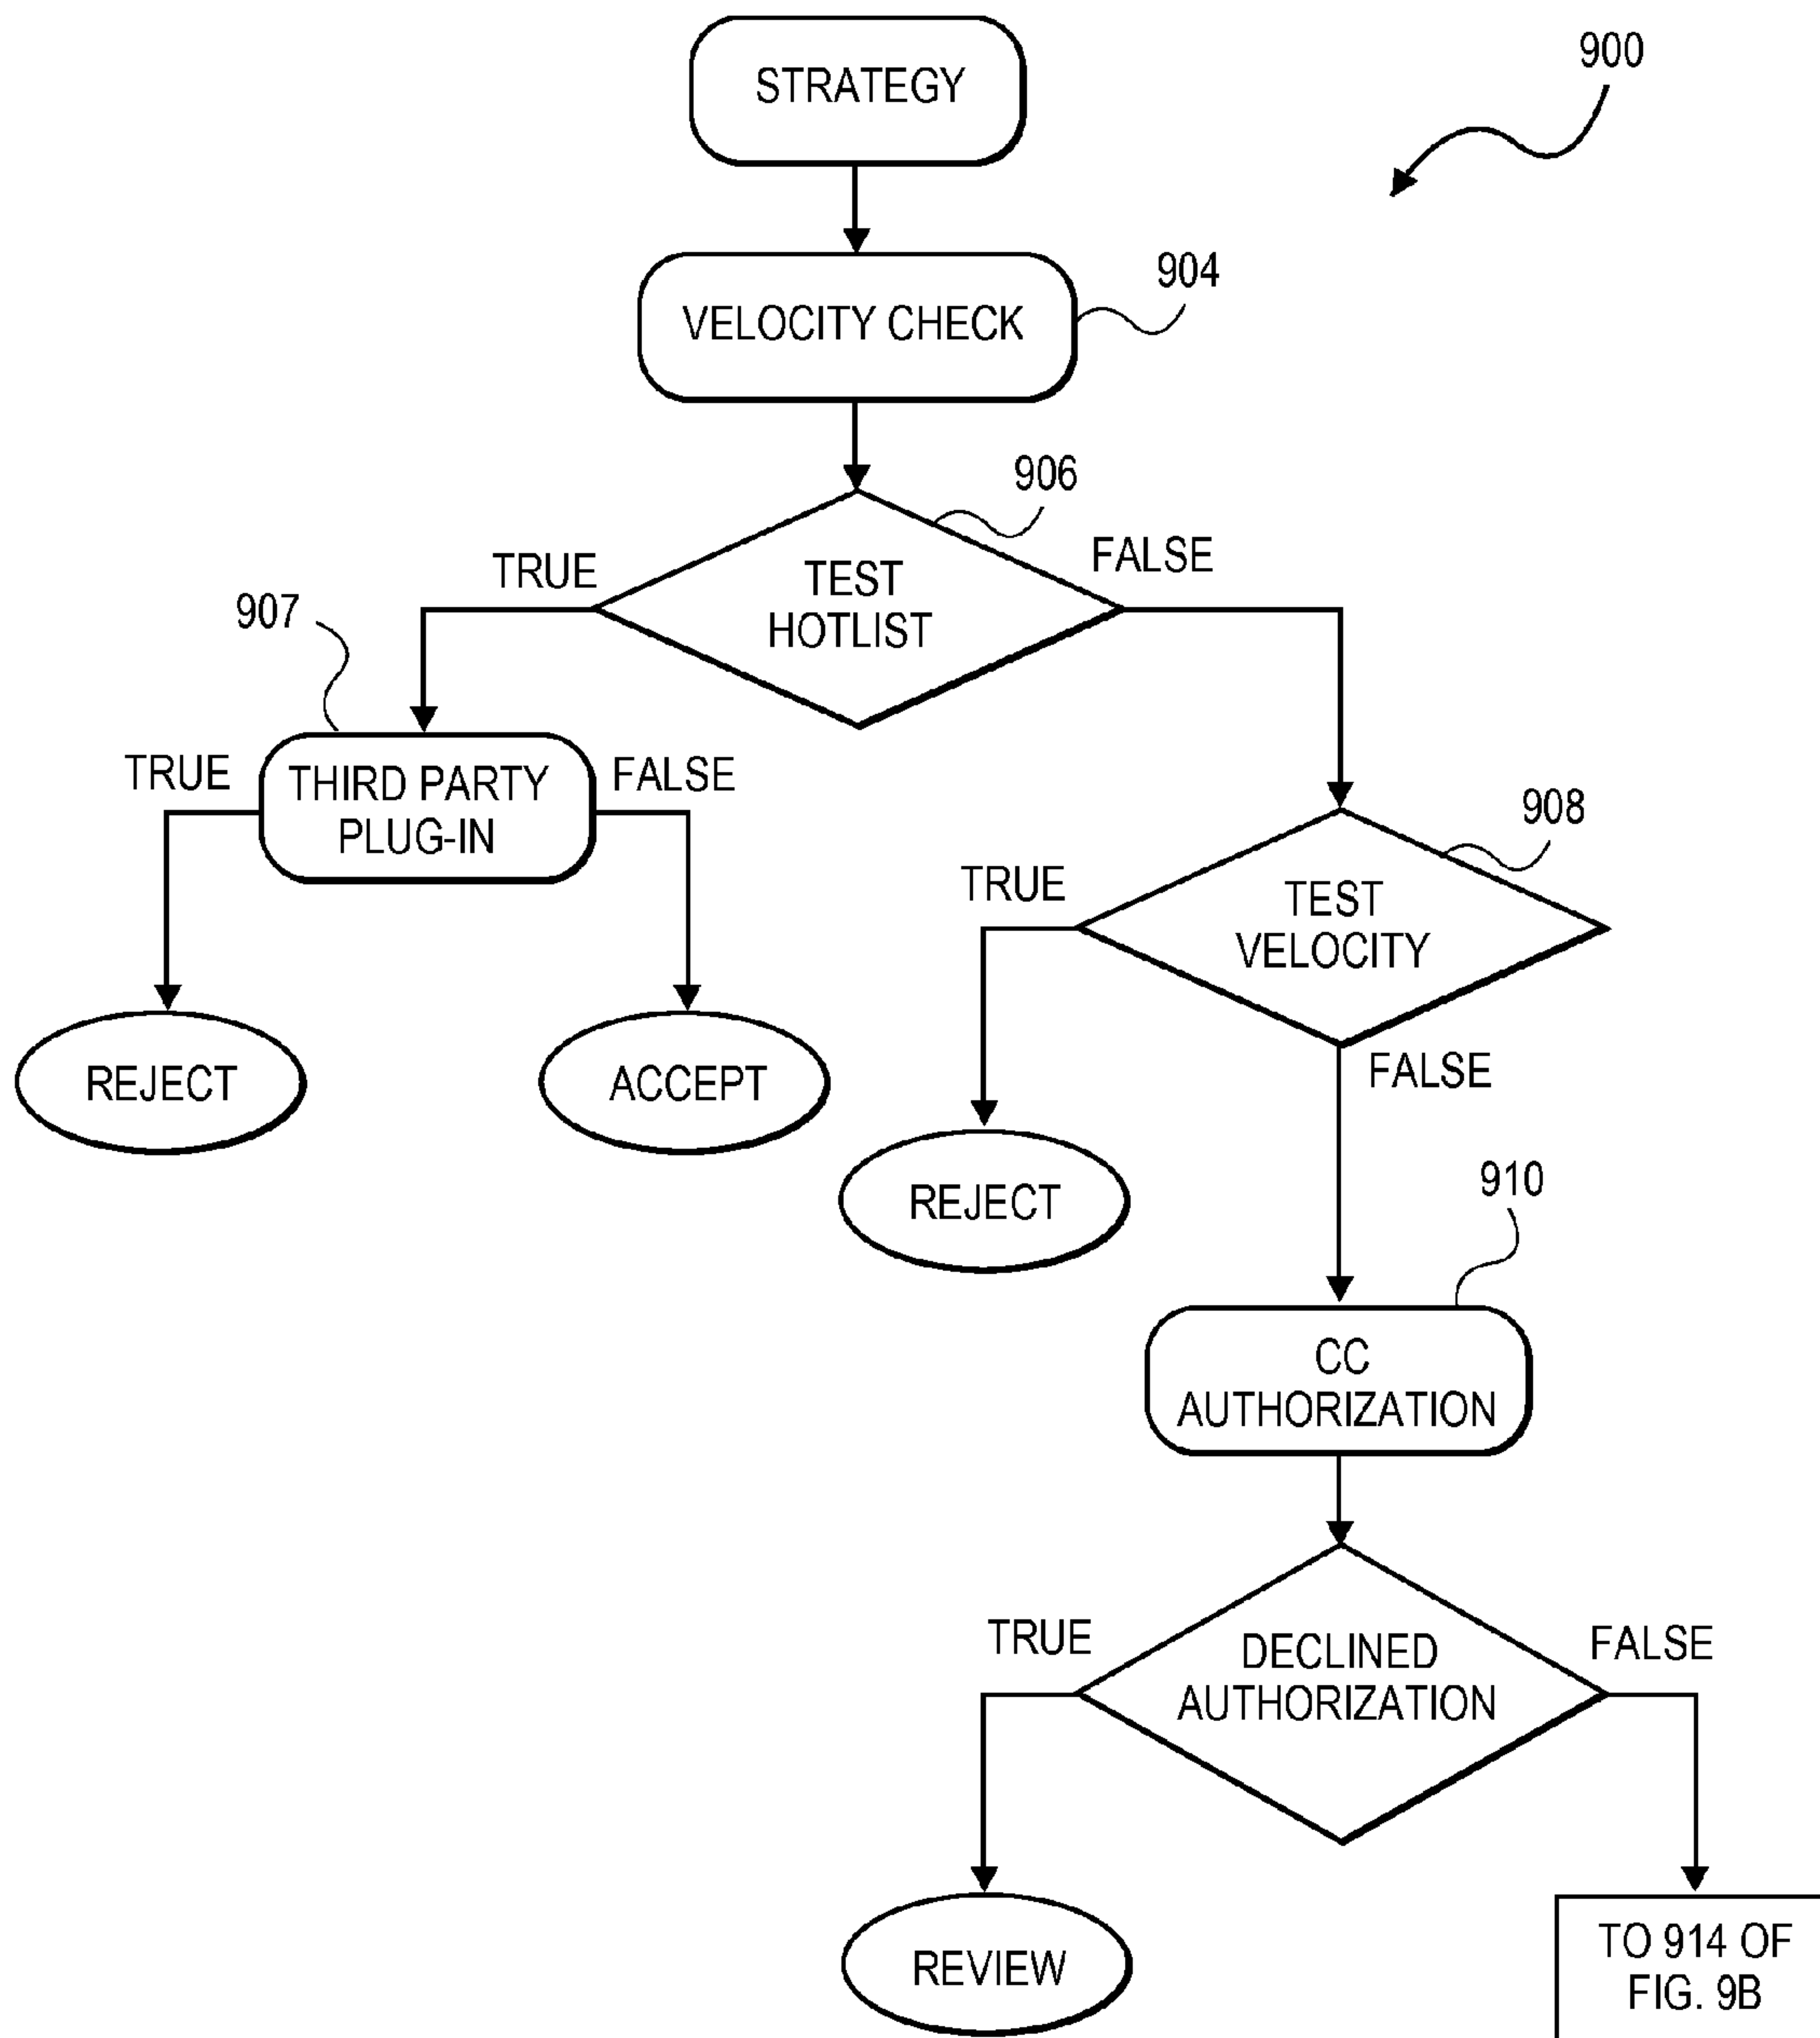 STRATEGY
900
VELOCITY CHECK
904
906
TRUE
TEST
HOTLIST
FALSE
907
TRUE
THIRD PARTY
PLUG-IN
FALSE
908
TRUE
TEST
VELOCITY
FALSE
REJECT
ACCEPT
REJECT
910
CC
AUTHORIZATION
TRUE
DECLINED
AUTHORIZATION
FALSE
REVIEW
TO 914 OF
FIG. 9B